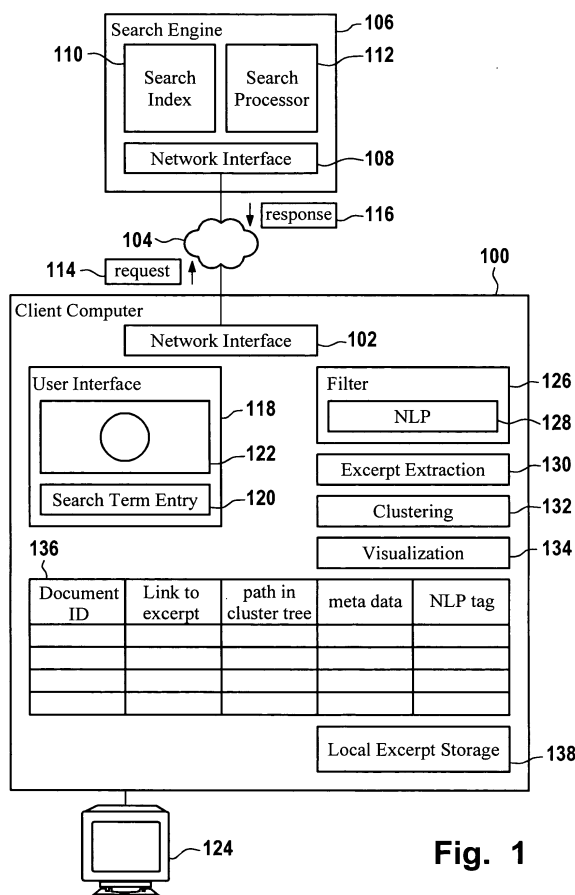 Search Engine
106
110
112
Search
Index
Search
Processor
Network Interface
108
104
response
116
114
request
100
Client Computer
Network Interface
102
User Interface
118
122
Search Term Entry
120
Filter
126
NLP
128
Excerpt Extraction
130
Clustering
132
Visualization
134
136
Document
ID
Link to
excerpt
path in
cluster tree
meta data
NLP tag
Local Excerpt Storage
138
124
Fig. 1